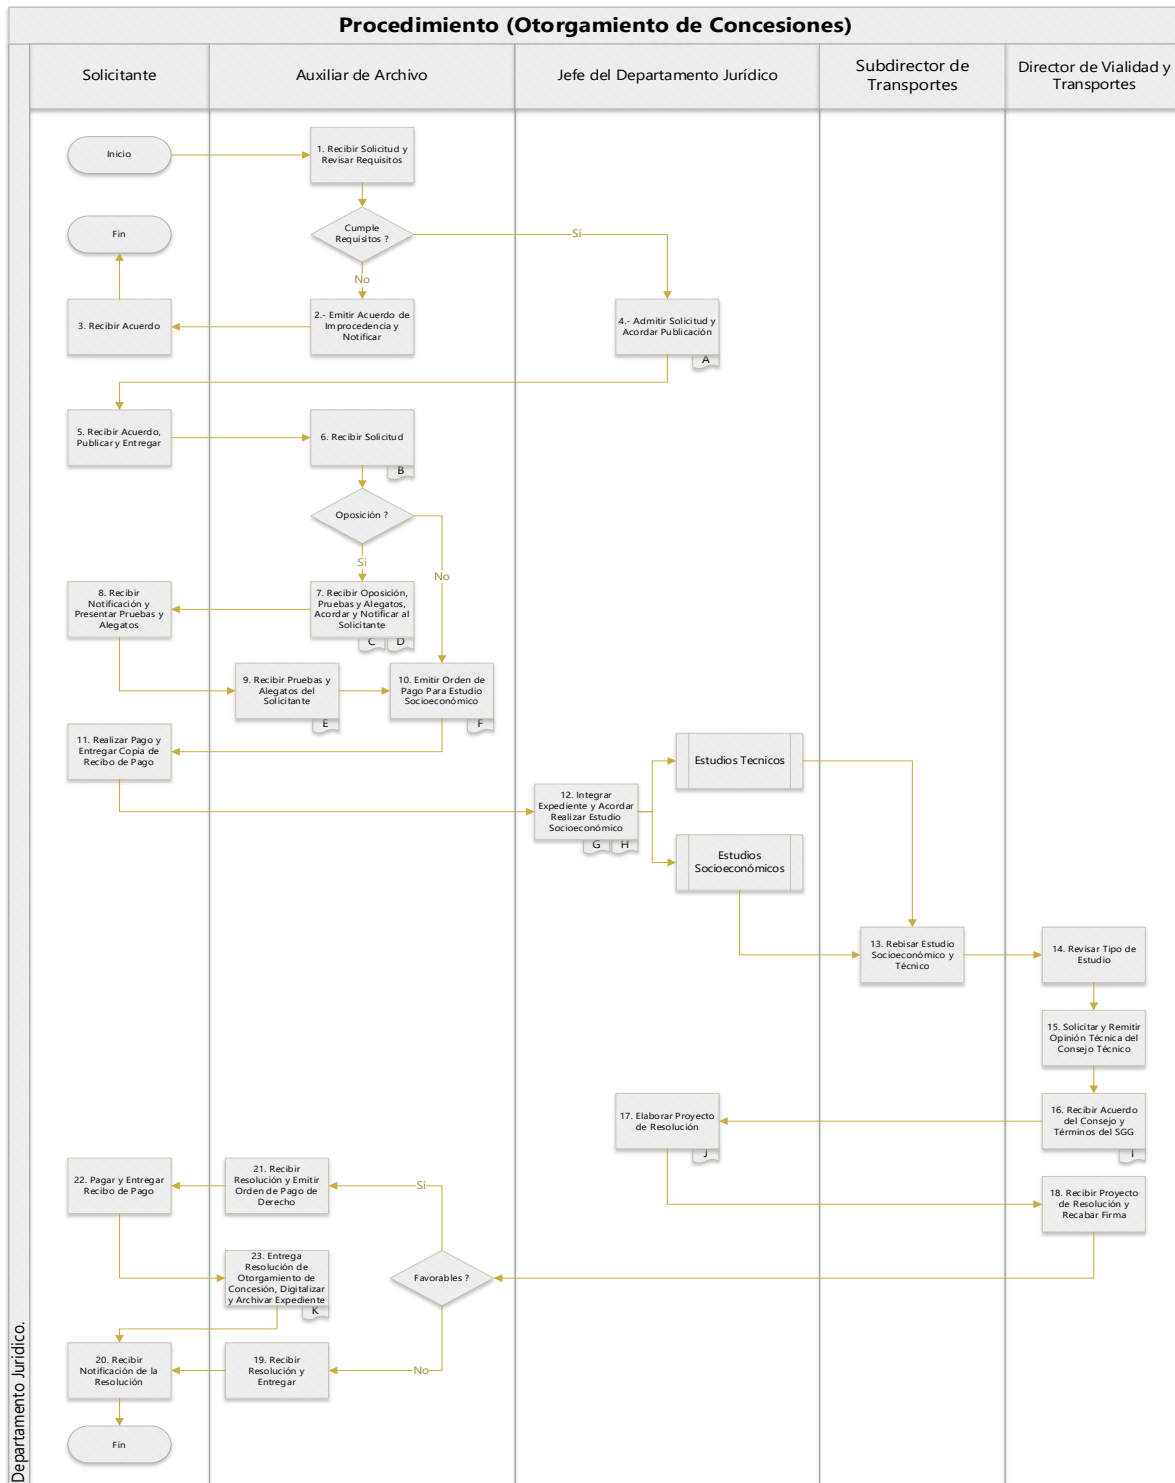 Procedimiento (Otorgamiento de Concesiones)
Solicitante
Auxiliar de Archivo
Jefe del Departamento Jurídico
Subdirector de
Transportes
Director de Vialidad y
Transportes
Departamento Juridico.
Inicio
1. Recibir Solicitud y
Revisar Requisitos
Cumple
Requisitos ?
Sí
No
Fin
3. Recibir Acuerdo
2.- Emitir Acuerdo de
Improcedencia y
Notificar
4.- Admitir Solicitud y
Acordar Publicación
A
5. Recibir Acuerdo,
Publicar y Entregar
6. Recibir Solicitud
B
Oposición ?
Sí
No
8. Recibir
Notificación y
Presentar Pruebas y
Alegatos
7. Recibir Oposición,
Pruebas y Alegatos,
Acordar y Notificar al
Solicitante
C
D
9. Recibir Pruebas y
Alegatos del
Solicitante
E
10. Emitir Orden de
Pago Para Estudio
Socioeconómico
F
11. Realizar Pago y
Entregar Copia de
Recibo de Pago
12. Integrar
Expediente y Acordar
Realizar Estudio
Socioeconómico
G
H
Estudios Tecnicos
Estudios
Socioeconómicos
13. Rebisar Estudio
Socioeconómico y
Técnico
14. Revisar Tipo de
Estudio
15. Solicitar y Remitir
Opinión Técnica del
Consejo Técnico
16. Recibir Acuerdo
del Consejo y
Términos del SGG
I
17. Elaborar Proyecto
de Resolución
J
18. Recibir Proyecto
de Resolución y
Recabar Firma
22. Pagar y Entregar
Recibo de Pago
21. Recibir
Resolución y Emitir
Orden de Pago de
Derecho
Sí
23. Entrega
Resolución de
Otorgamiento de
Concesión, Digitalizar
y Archivar Expediente
K
Favorables ?
No
20. Recibir
Notificación de la
Resolución
19. Recibir
Resolución y
Entregar
Fin